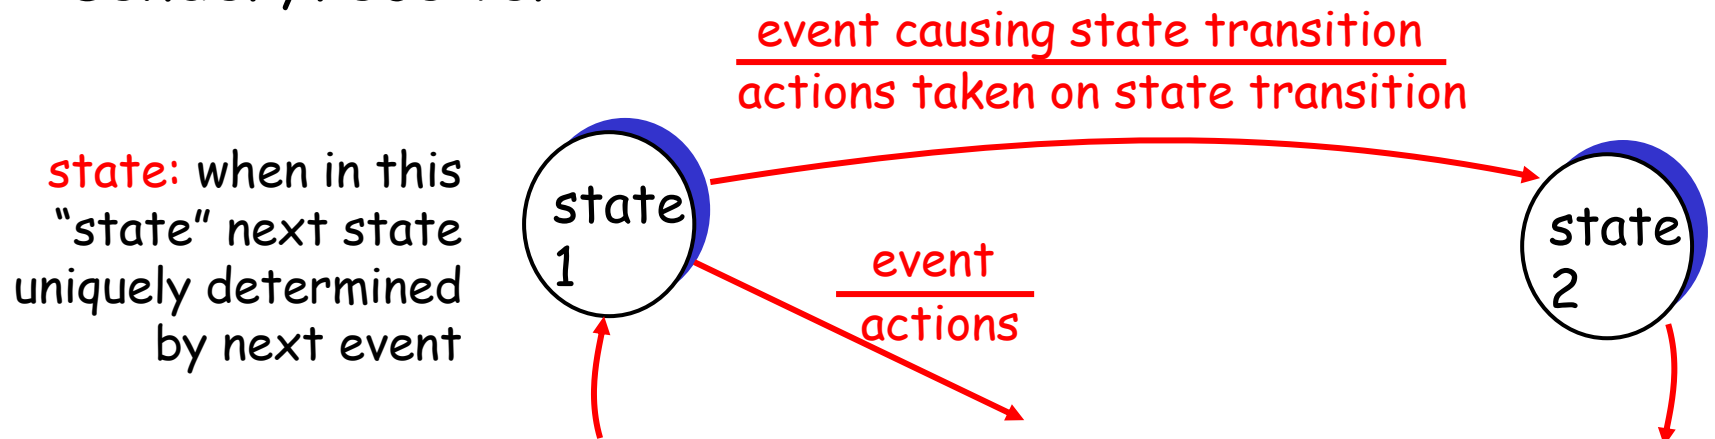 event causing state transition
actions taken on state transition
state: when in this
“state” next state
uniquely determined
by next event
state
1
event
actions
state
2